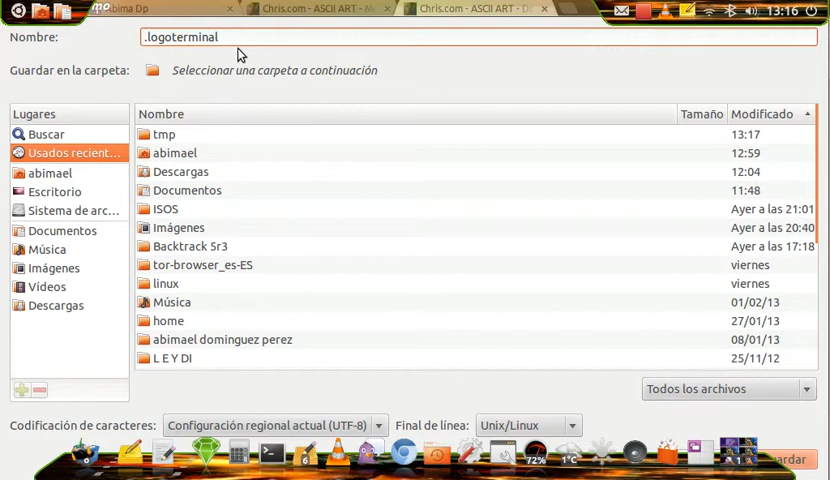 bima Dp
Chris.com - ASCII ART - M
Chris.com - ASCII ART - Di
13:16
Nombre:
.logoterminal
Guardar en la carpeta:
Seleccionar una carpeta a continuación
Lugares
Nombre
Tamaño
Modificado
Buscar
tmp
13:17
Usados recient...
abimael
12:59
abimael
Descargas
12:04
Escritorio
Documentos
11:48
Sistema de arc...
ISOS
Ayer a las 21:01
Documentos
Imágenes
Ayer a las 20:40
Música
Backtrack 5r3
Ayer a las 17:18
Imágenes
tor-browser_es-ES
viernes
Vídeos
linux
viernes
Descargas
Música
01/02/13
home
27/01/13
abimael dominguez perez
08/01/13
L E Y DI
25/11/12
Todos los archivos
Codificación de caracteres:
Configuración regional actual (UTF-8)
Final de línea:
Unix/Linux
72%
1°C
1
ardar